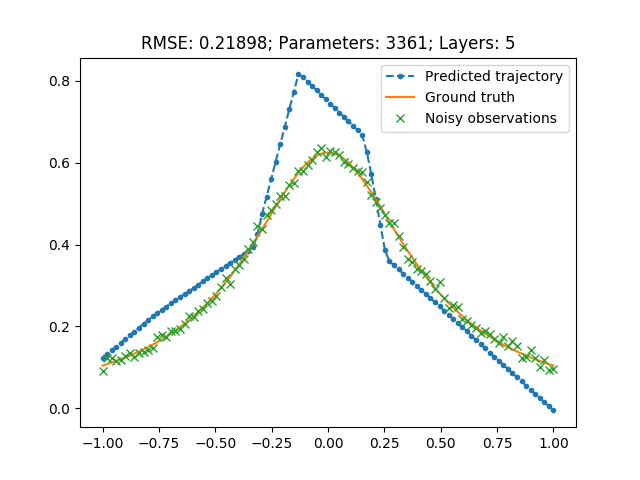 RMSE: 0.21898; Parameters: 3361; Layers: 5
Predicted trajectory
Ground truth
Noisy observations
0.8
0.6
0.4
0.2
0.0
−1.00 −0.75 −0.50 −0.25 0.00 0.25 0.50 0.75 1.00